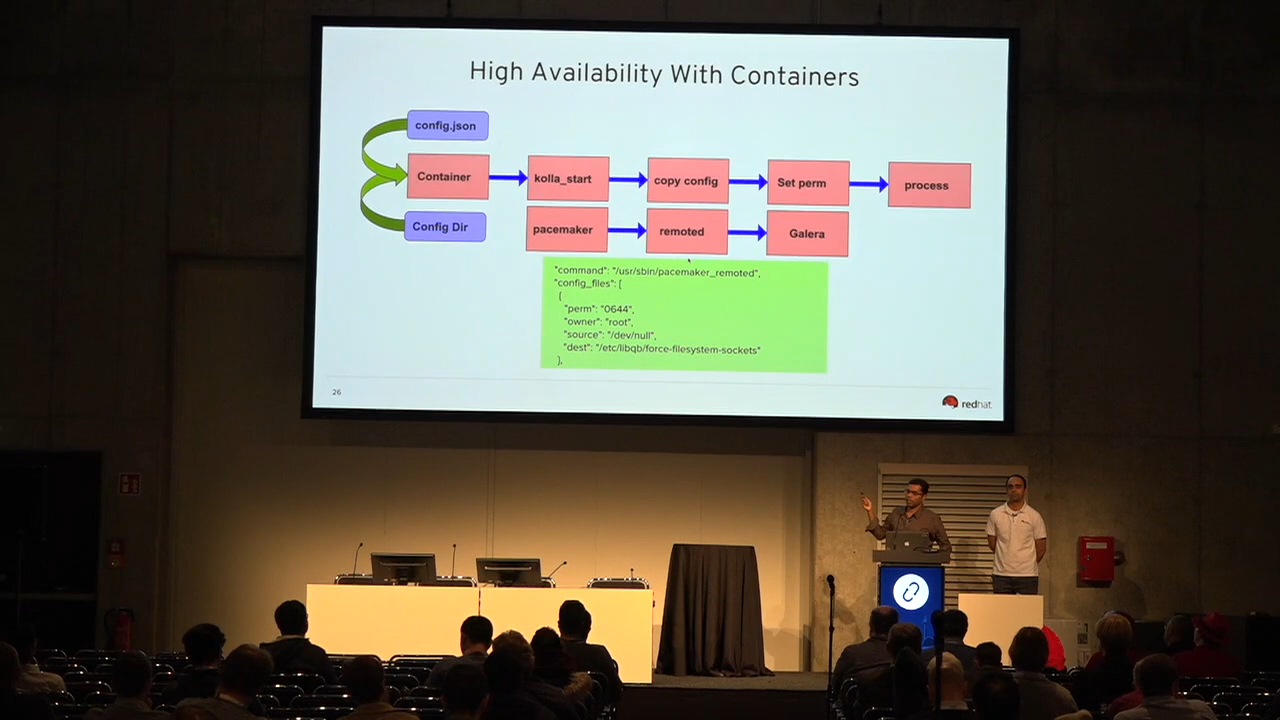 High Availability With Containers
config.json
Container
kolla_start
copy config
Set perm
process
Config Dir
pacemaker
remoted
Galera
"command": "/usr/sbin/pacemaker_remoted",
"config_files": [
{
"perm": "0644",
"owner": "root",
"source": "/dev/null",
"dest": "/etc/libqb/force-filesystem-sockets"
},
26
redhat